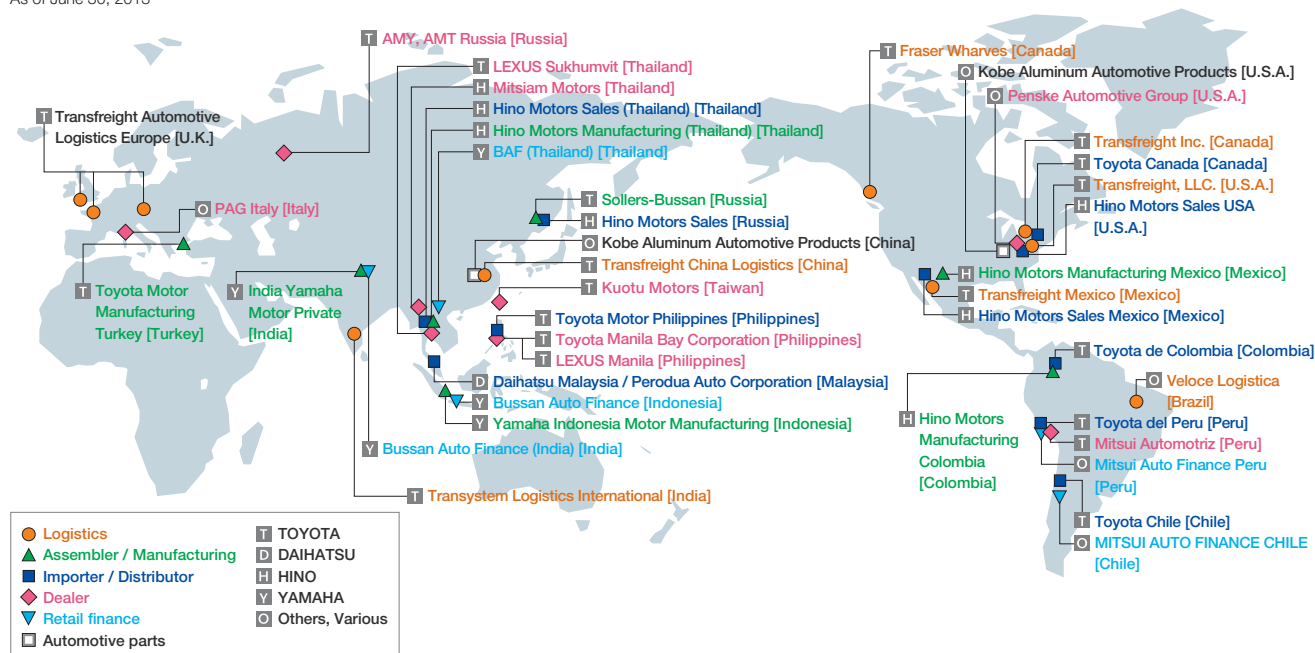 As of June 30, 2013
T AMY, AMT Russia [Russia]
T LEXUS Sukhumvit [Thailand]
H Mitsiam Motors [Thailand]
H Hino Motors Sales (Thailand) [Thailand]
H Hino Motors Manufacturing (Thailand) [Thailand]
Y BAF (Thailand) [Thailand]
T Transfreight Automotive
Logistics Europe [U.K.]
O PAG Italy [Italy]
T Toyota Motor
Manufacturing
Turkey [Turkey]
Y India Yamaha
Motor Private
[India]
T Sollers-Bussan [Russia]
H Hino Motors Sales [Russia]
O Kobe Aluminum Automotive Products [China]
T Transfreight China Logistics [China]
T Kuotu Motors [Taiwan]
T Toyota Motor Philippines [Philippines]
T Toyota Manila Bay Corporation [Philippines]
T LEXUS Manila [Philippines]
D Daihatsu Malaysia / Perodua Auto Corporation [Malaysia]
Y Bussan Auto Finance [Indonesia]
Y Yamaha Indonesia Motor Manufacturing [Indonesia]
Y Bussan Auto Finance (India) [India]
T Transystem Logistics International [India]
T Fraser Wharves [Canada]
O Kobe Aluminum Automotive Products [U.S.A.]
O Penske Automotive Group [U.S.A.]
T Transfreight Inc. [Canada]
T Toyota Canada [Canada]
T Transfreight, LLC. [U.S.A.]
H Hino Motors Sales USA
[U.S.A.]
H Hino Motors Manufacturing Mexico [Mexico]
T Transfreight Mexico [Mexico]
H Hino Motors Sales Mexico [Mexico]
T Toyota de Colombia [Colombia]
O Veloce Logistica
[Brazil]
H Hino Motors
Manufacturing
Colombia
[Colombia]
T Toyota del Peru [Peru]
T Mitsui Automotriz [Peru]
O Mitsui Auto Finance Peru
[Peru]
T Toyota Chile [Chile]
O MITSUI AUTO FINANCE CHILE
[Chile]
Logistics
Assembler / Manufacturing
Importer / Distributor
Dealer
Retail finance
Automotive parts
T TOYOTA
D DAIHATSU
H HINO
Y YAMAHA
O Others, Various